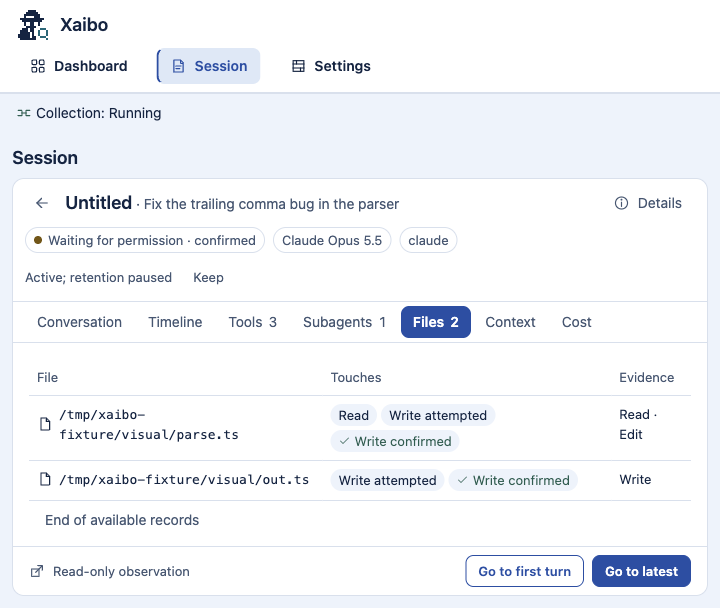 Xaibo
Dashboard
Session
Settings
Collection: Running
Session
Untitled · Fix the trailing comma bug in the parser
Details
Waiting for permission · confirmed
Claude Opus 5.5
claude
Active; retention paused
Keep
Conversation
Timeline
Tools 3
Subagents 1
Files 2
Context
Cost
File
Touches
Evidence
/tmp/xaibo-
fixture/visual/parse.ts
Read
Write attempted
Write confirmed
Read ·
Edit
/tmp/xaibo-fixture/visual/out.ts
Write attempted
Write confirmed
Write
End of available records
Read-only observation
Go to first turn
Go to latest